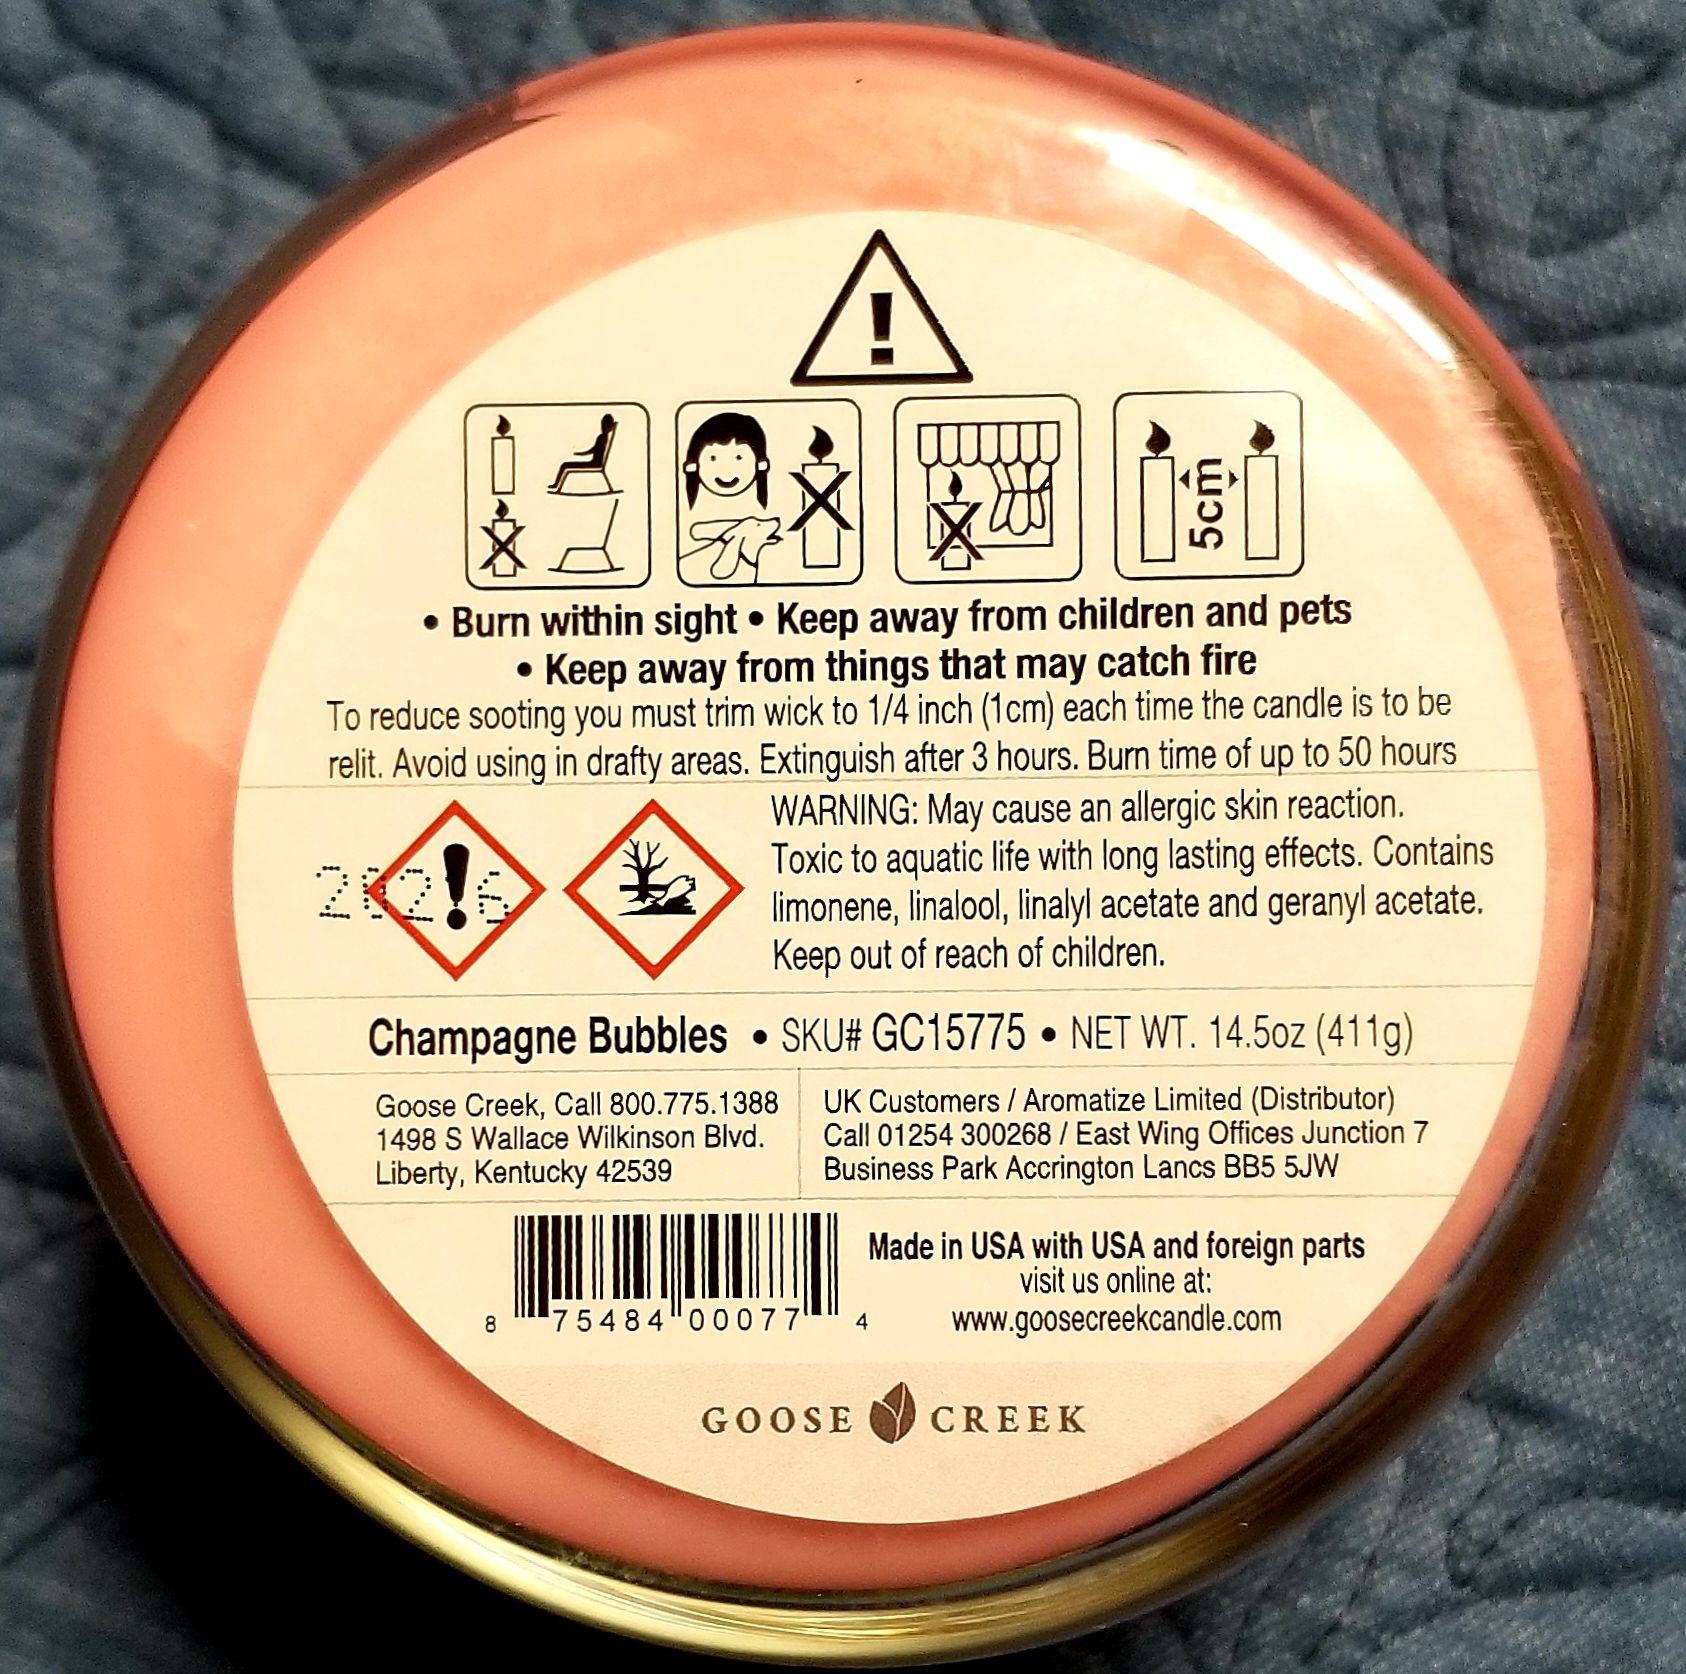 !
5cm
• Burn within sight • Keep away from children and pets
• Keep away from things that may catch fire
To reduce sooting you must trim wick to 1/4 inch (1cm) each time the candle is to be
relit. Avoid using in drafty areas. Extinguish after 3 hours. Burn time of up to 50 hours
2026
!
WARNING: May cause an allergic skin reaction.
Toxic to aquatic life with long lasting effects. Contains
limonene, linalool, linalyl acetate and geranyl acetate.
Keep out of reach of children.
Champagne Bubbles • SKU# GC15775 • NET WT. 14.5oz (411g)
Goose Creek, Call 800.775.1388
1498 S Wallace Wilkinson Blvd.
Liberty, Kentucky 42539
UK Customers / Aromatize Limited (Distributor)
Call 01254 300268 / East Wing Offices Junction 7
Business Park Accrington Lancs BB5 5JW
8 75484 00077 4
Made in USA with USA and foreign parts
visit us online at:
www.goosecreekcandle.com
GOOSE CREEK